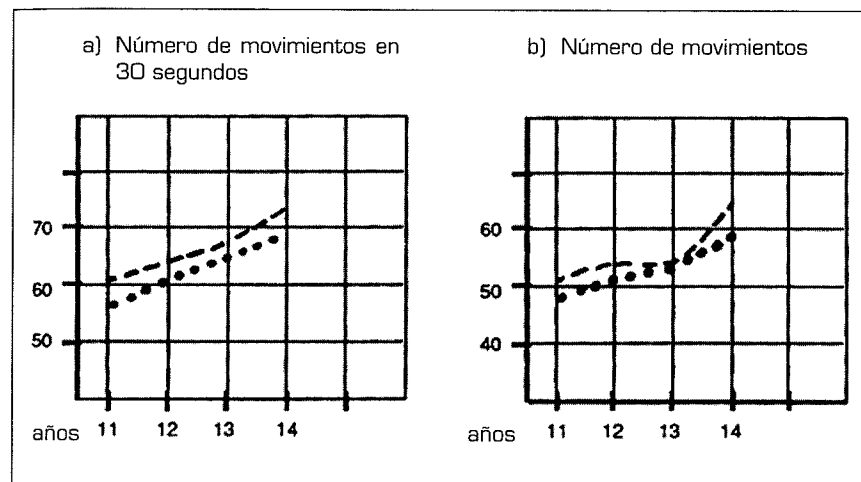 a) Número de movimientos en
30 segundos
70
60
50
años 11 12 13 14
b) Número de movimientos
60
50
40
años 11 12 13 14